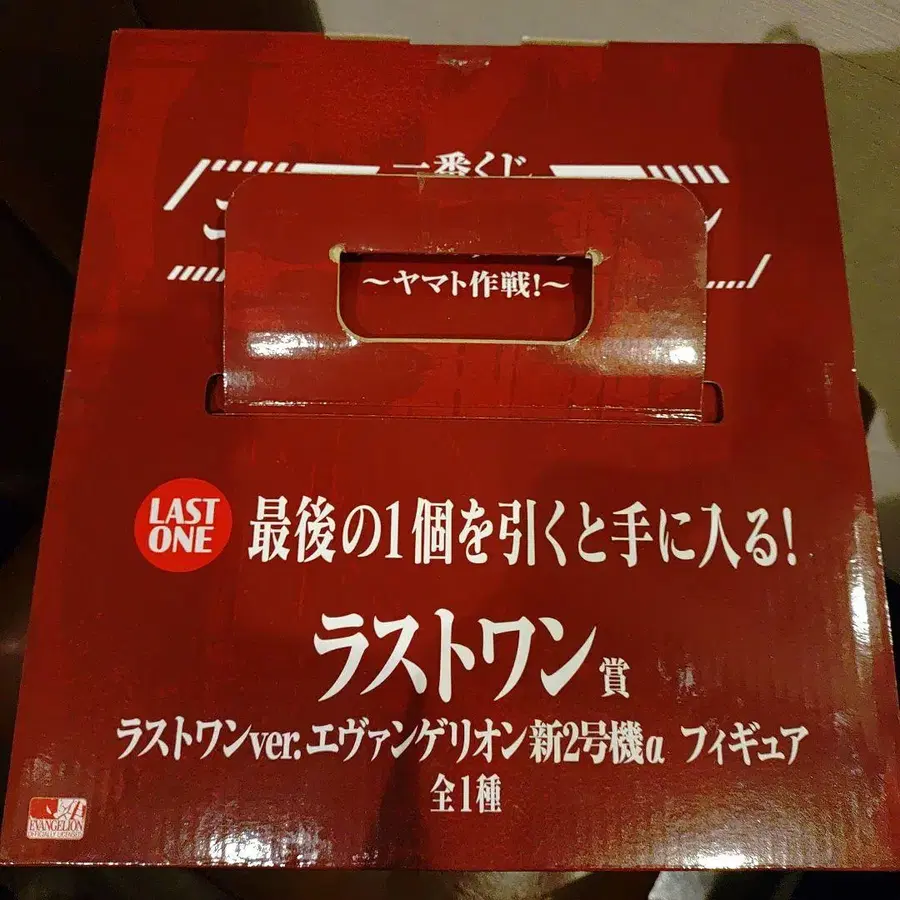 一番くじ
〜ヤマト作戦!〜
LAST
ONE
最後の1個を引くと手に入る!
ラストワン賞
ラストワンver.エヴァンゲリオン新2号機α フィギュア
全1種
EVANGELION
OFFICIALLY LICENSED